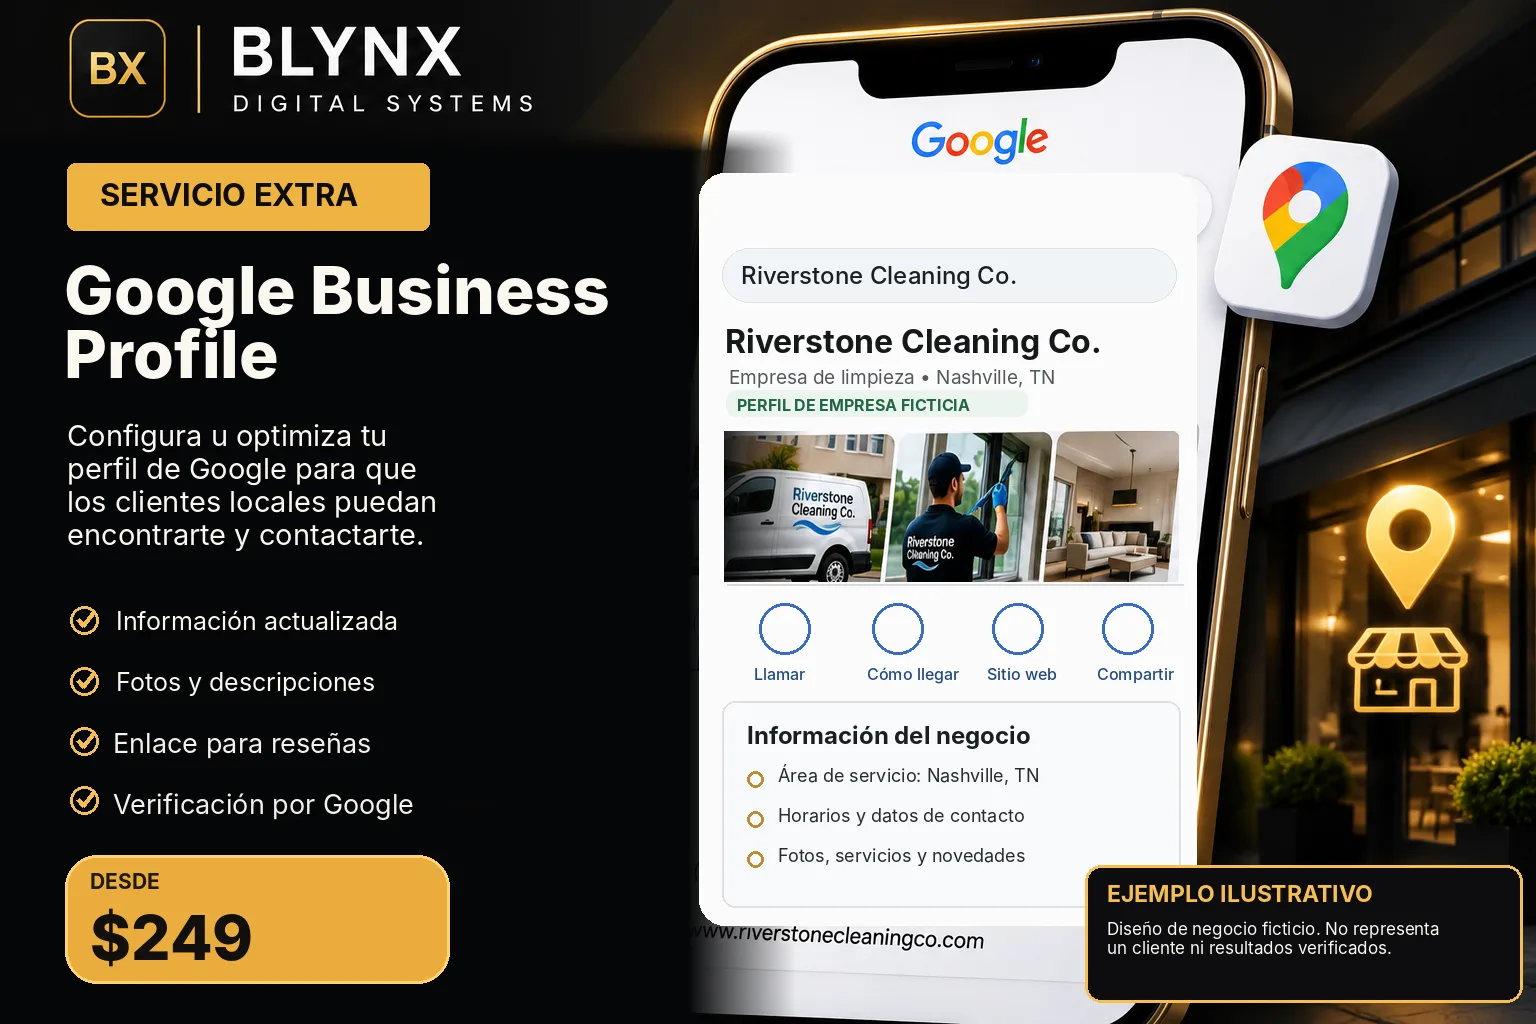 BX
BLYNX
DIGITAL SYSTEMS
SERVICIO EXTRA
Google Business
Profile
Configura u optimiza tu
perfil de Google para que
los clientes locales puedan
encontrarte y contactarte.
Información actualizada
Fotos y descripciones
Enlace para reseñas
Verificación por Google
DESDE
$249
Google
Riverstone Cleaning Co.
Riverstone Cleaning Co.
Empresa de limpieza • Nashville, TN
PERFIL DE EMPRESA FICTICIA
Riverstone
Cleaning Co.
Riverstone
Cleaning Co.
Llamar
Cómo llegar
Sitio web
Compartir
Información del negocio
Área de servicio: Nashville, TN
Horarios y datos de contacto
Fotos, servicios y novedades
www.riverstonecleaningco.com
EJEMPLO ILUSTRATIVO
Diseño de negocio ficticio. No representa
un cliente ni resultados verificados.